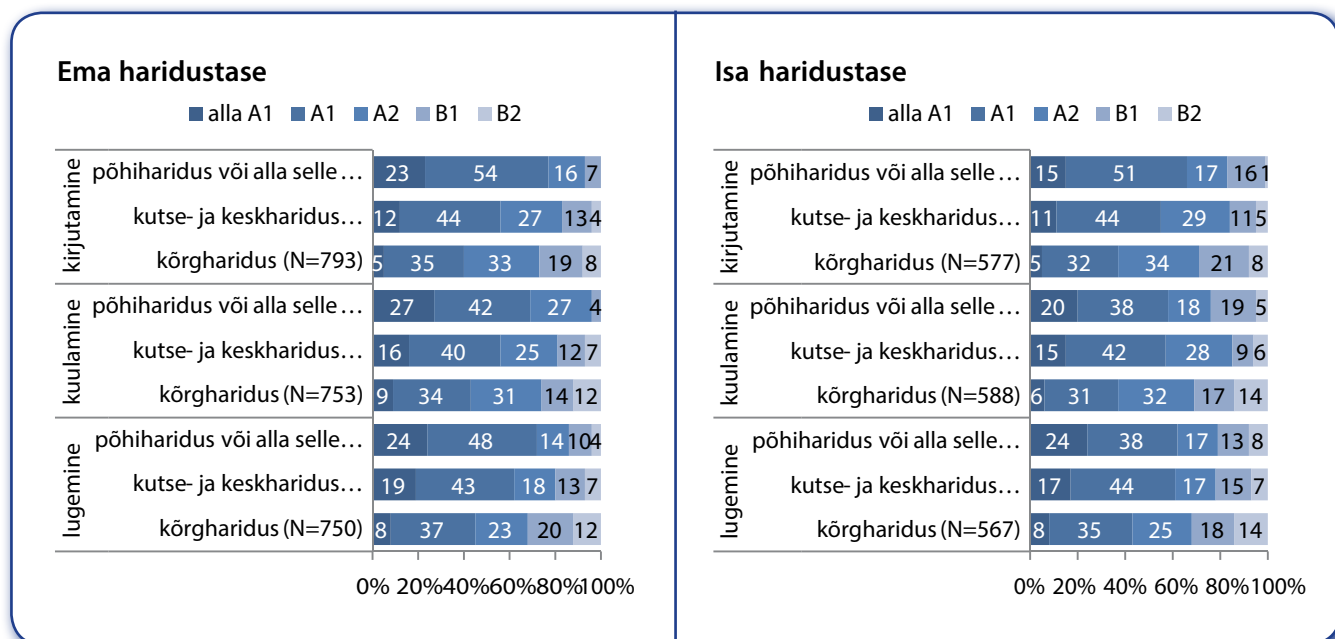 Ema haridustase
alla A1 A1 A2 B1 B2
kirjutamine
põhiharidus või alla selle … 23 54 16 7
kutse- ja keskharidus… 12 44 27 13 4
kõrgharidus (N=793) 5 35 33 19 8
kuulamine
põhiharidus või alla selle… 27 42 27 4
kutse- ja keskharidus… 16 40 25 12 7
kõrgharidus (N=753) 9 34 31 14 12
lugemine
põhiharidus või alla selle… 24 48 14 10 4
kutse- ja keskharidus… 19 43 18 13 7
kõrgharidus (N=750) 8 37 23 20 12
0% 20% 40% 60% 80% 100%
Isa haridustase
alla A1 A1 A2 B1 B2
kirjutamine
põhiharidus või alla selle … 15 51 17 16 1
kutse- ja keskharidus… 11 44 29 11 5
kõrgharidus (N=577) 5 32 34 21 8
kuulamine
põhiharidus või alla selle… 20 38 18 19 5
kutse- ja keskharidus… 15 42 28 9 6
kõrgharidus (N=588) 6 31 32 17 14
lugemine
põhiharidus või alla selle… 24 38 17 13 8
kutse- ja keskharidus… 17 44 17 15 7
kõrgharidus (N=567) 8 35 25 18 14
0% 20% 40% 60% 80% 100%